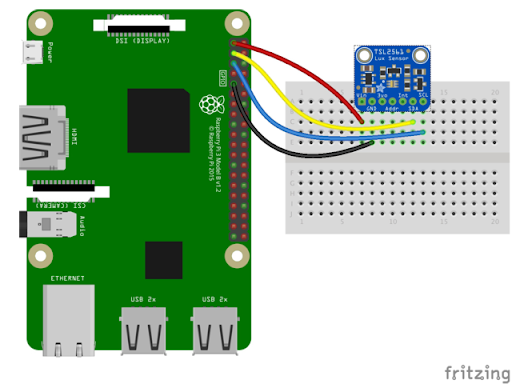 DSI (DISPLAY)
Power
HDMI
CSI (CAMERA)
Audio
ETHERNET
USB 2x
USB 2x
GPIO
Raspberry Pi 3 Model B v1.2
© Raspberry Pi 2015
TSL2561
Lux Sensor
Vin
GND
3vo
Addr
Int
SDA
SCL
1
5
10
15
20
fritzing